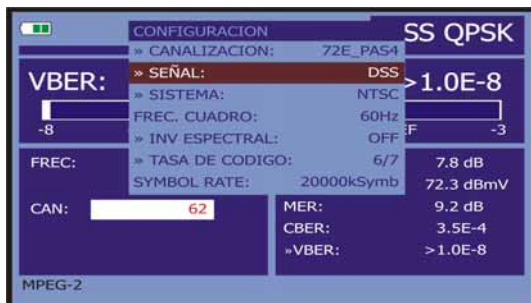 CONFIGURACION
SS QPSK
» CANALIZACION: 72E_PAS4
» SEÑAL: DSS
» SISTEMA: NTSC
FREC. CUADRO: 60Hz
» INV ESPECTRAL: OFF
» TASA DE CODIGO: 6/7
SYMBOL RATE: 20000kSymb
VBER:
>1.0E-8
-8
F
-3
FREC:
7.8 dB
72.3 dBmV
CAN: 62
MER: 9.2 dB
CBER: 3.5E-4
»VBER: >1.0E-8
MPEG-2